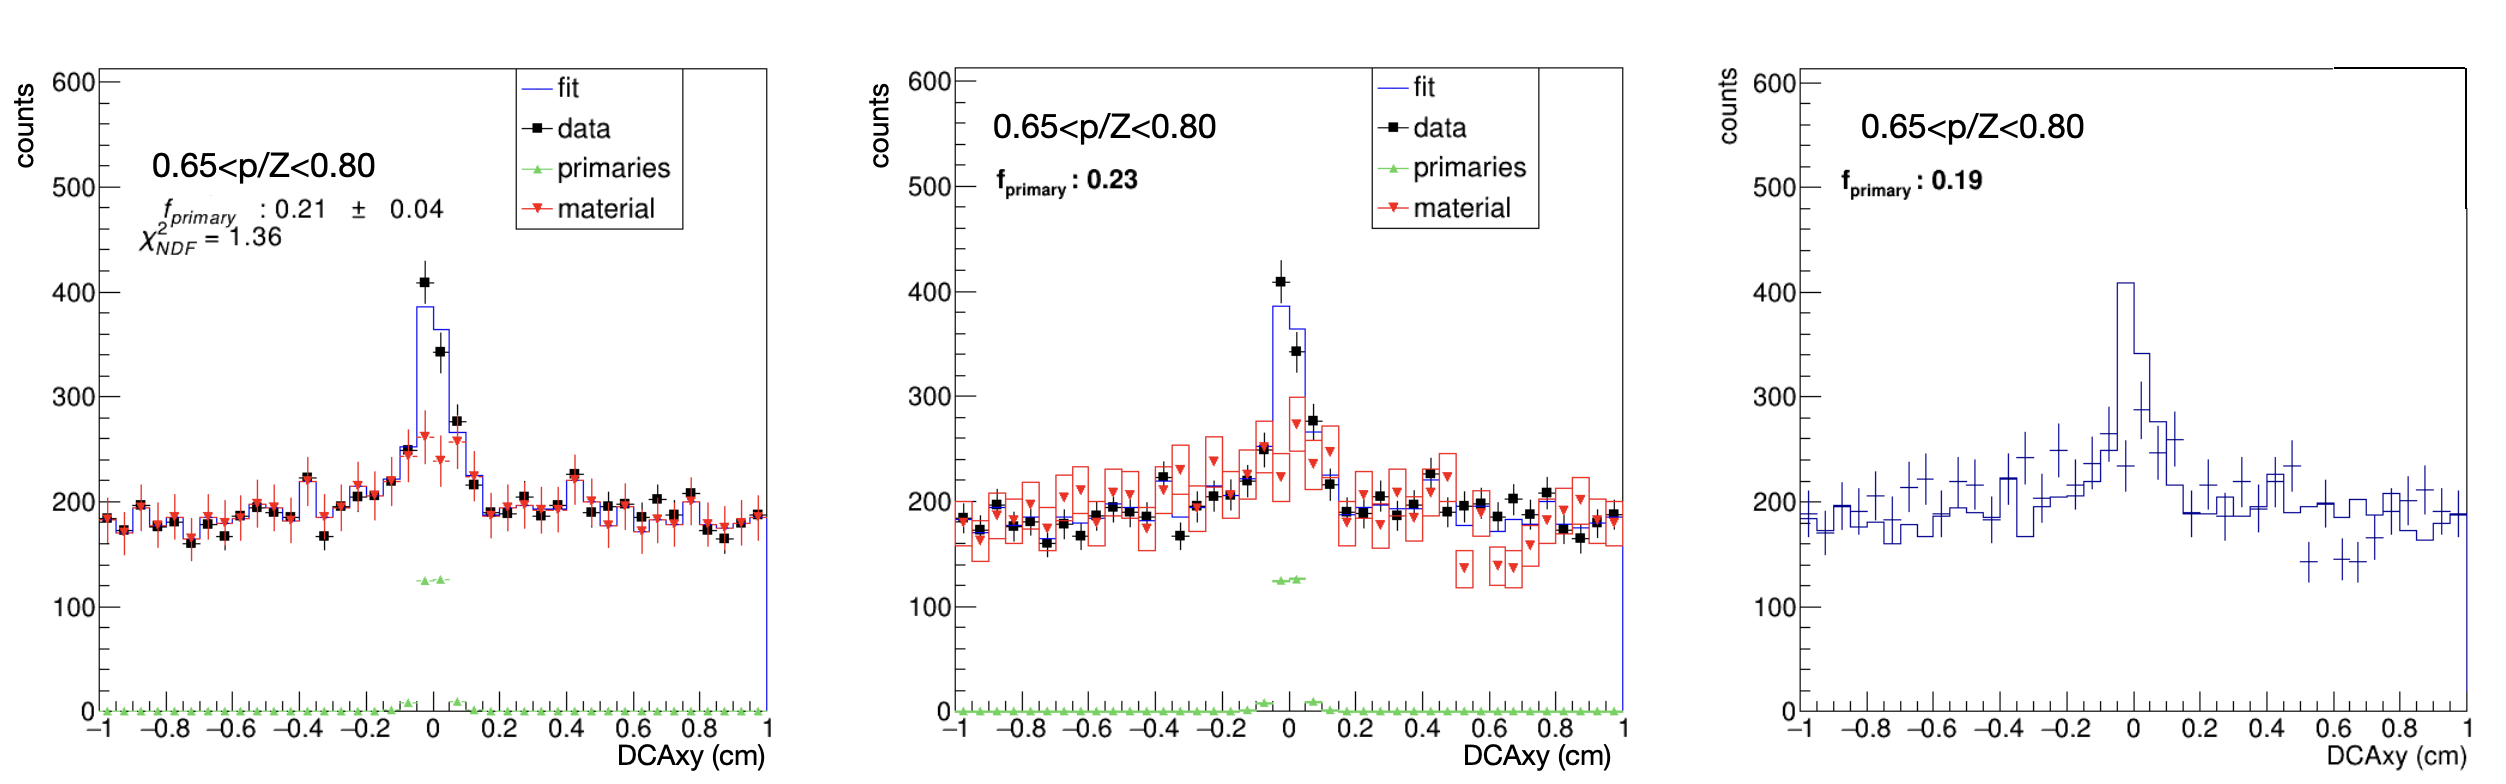 counts
600
500
400
300
200
100
0
0.65<p/Z<0.80
f_primary : 0.21 ± 0.04
χ²_NDF = 1.36
fit
data
primaries
material
−1 −0.8 −0.6 −0.4 −0.2 0 0.2 0.4 0.6 0.8 1
DCAxy (cm)
counts
600
500
400
300
200
100
0
0.65<p/Z<0.80
f_primary : 0.23
fit
data
primaries
material
−1 −0.8 −0.6 −0.4 −0.2 0 0.2 0.4 0.6 0.8 1
DCAxy (cm)
counts
600
500
400
300
200
100
0
0.65<p/Z<0.80
f_primary : 0.19
−1 −0.8 −0.6 −0.4 −0.2 0 0.2 0.4 0.6 0.8 1
DCAxy (cm)